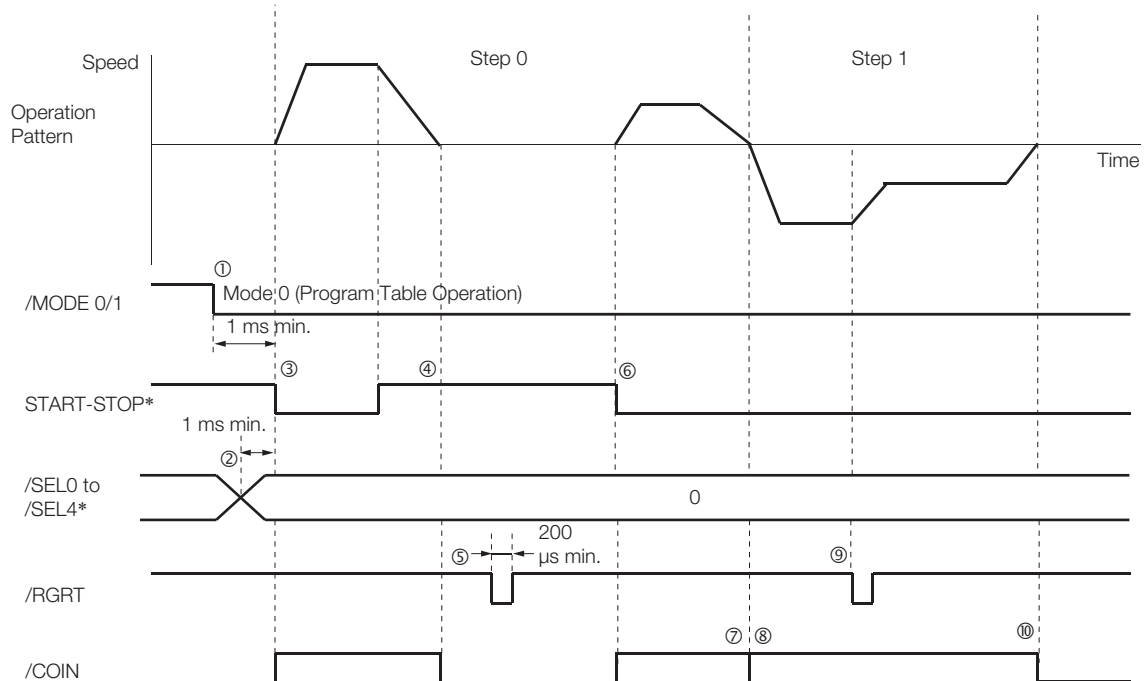 Speed
Step 0
Step 1
Operation
Pattern
Time
①
/MODE 0/1
Mode 0 (Program Table Operation)
1 ms min.
③
④
⑥
START-STOP*
1 ms min.
②
/SEL0 to
/SEL4*
0
200
µs min.
⑤
⑨
/RGRT
⑦
⑧
⑩
/COIN